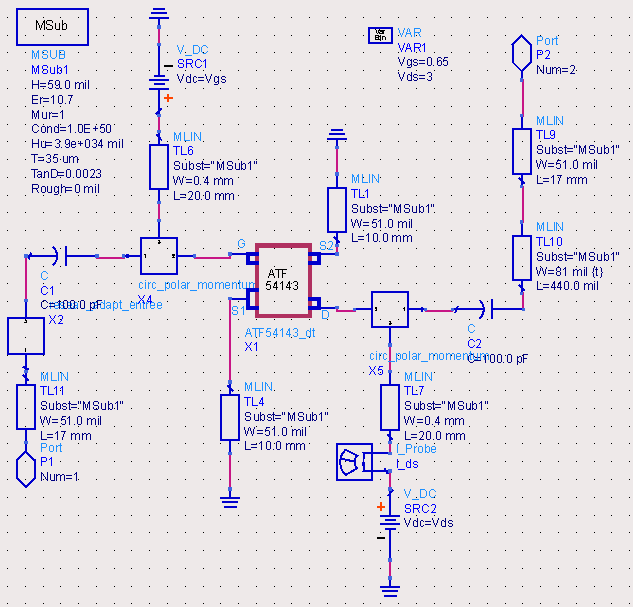 MSub
MSUB
MSub1
H=59.0 mil
Er=10.7
Mur=1
Cond=1.0E+50
Hu=3.9e+034 mil
T=35 um
TanD=0.0023
Rough=0 mil
V_DC
SRC1
Vdc=Vgs
Var
Eqn
VAR
VAR1
Vgs=0.65
Vds=3
Port
P2
Num=2
MLIN
TL6
Subst="MSub1"
W=0.4 mm
L=20.0 mm
MLIN
TL1
Subst="MSub1"
W=51.0 mil
L=10.0 mm
MLIN
TL9
Subst="MSub1"
W=51.0 mil
L=17 mm
MLIN
TL10
Subst="MSub1"
W=81 mil {t}
L=440.0 mil
G
S2
S1
D
ATF
54143
ATF54143_dt
X1
circ_polar_momentum
X4
C
C1
C=100.0 pF
adapt_entree
X2
MLIN
TL11
Subst="MSub1"
W=51.0 mil
L=17 mm
Port
P1
Num=1
MLIN
TL4
Subst="MSub1"
W=51.0 mil
L=10.0 mm
circ_polar_momentum
X5
C
C2
C=100.0 pF
MLIN
TL7
Subst="MSub1"
W=0.4 mm
L=20.0 mm
I_Probe
I_ds
V_DC
SRC2
Vdc=Vds